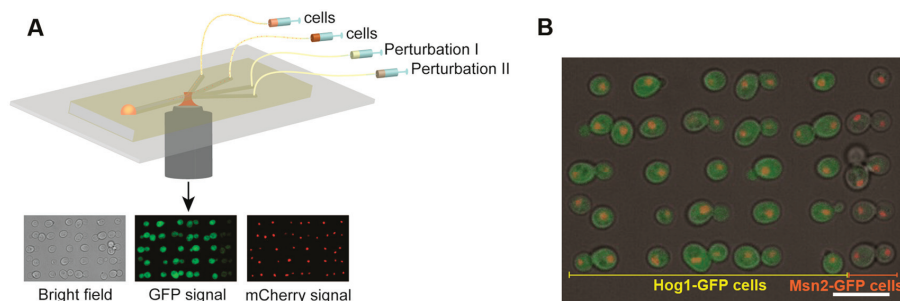 A
cells
cells
Perturbation I
Perturbation II
Bright field
GFP signal
mCherry signal
B
Hog1-GFP cells
Msn2-GFP cells